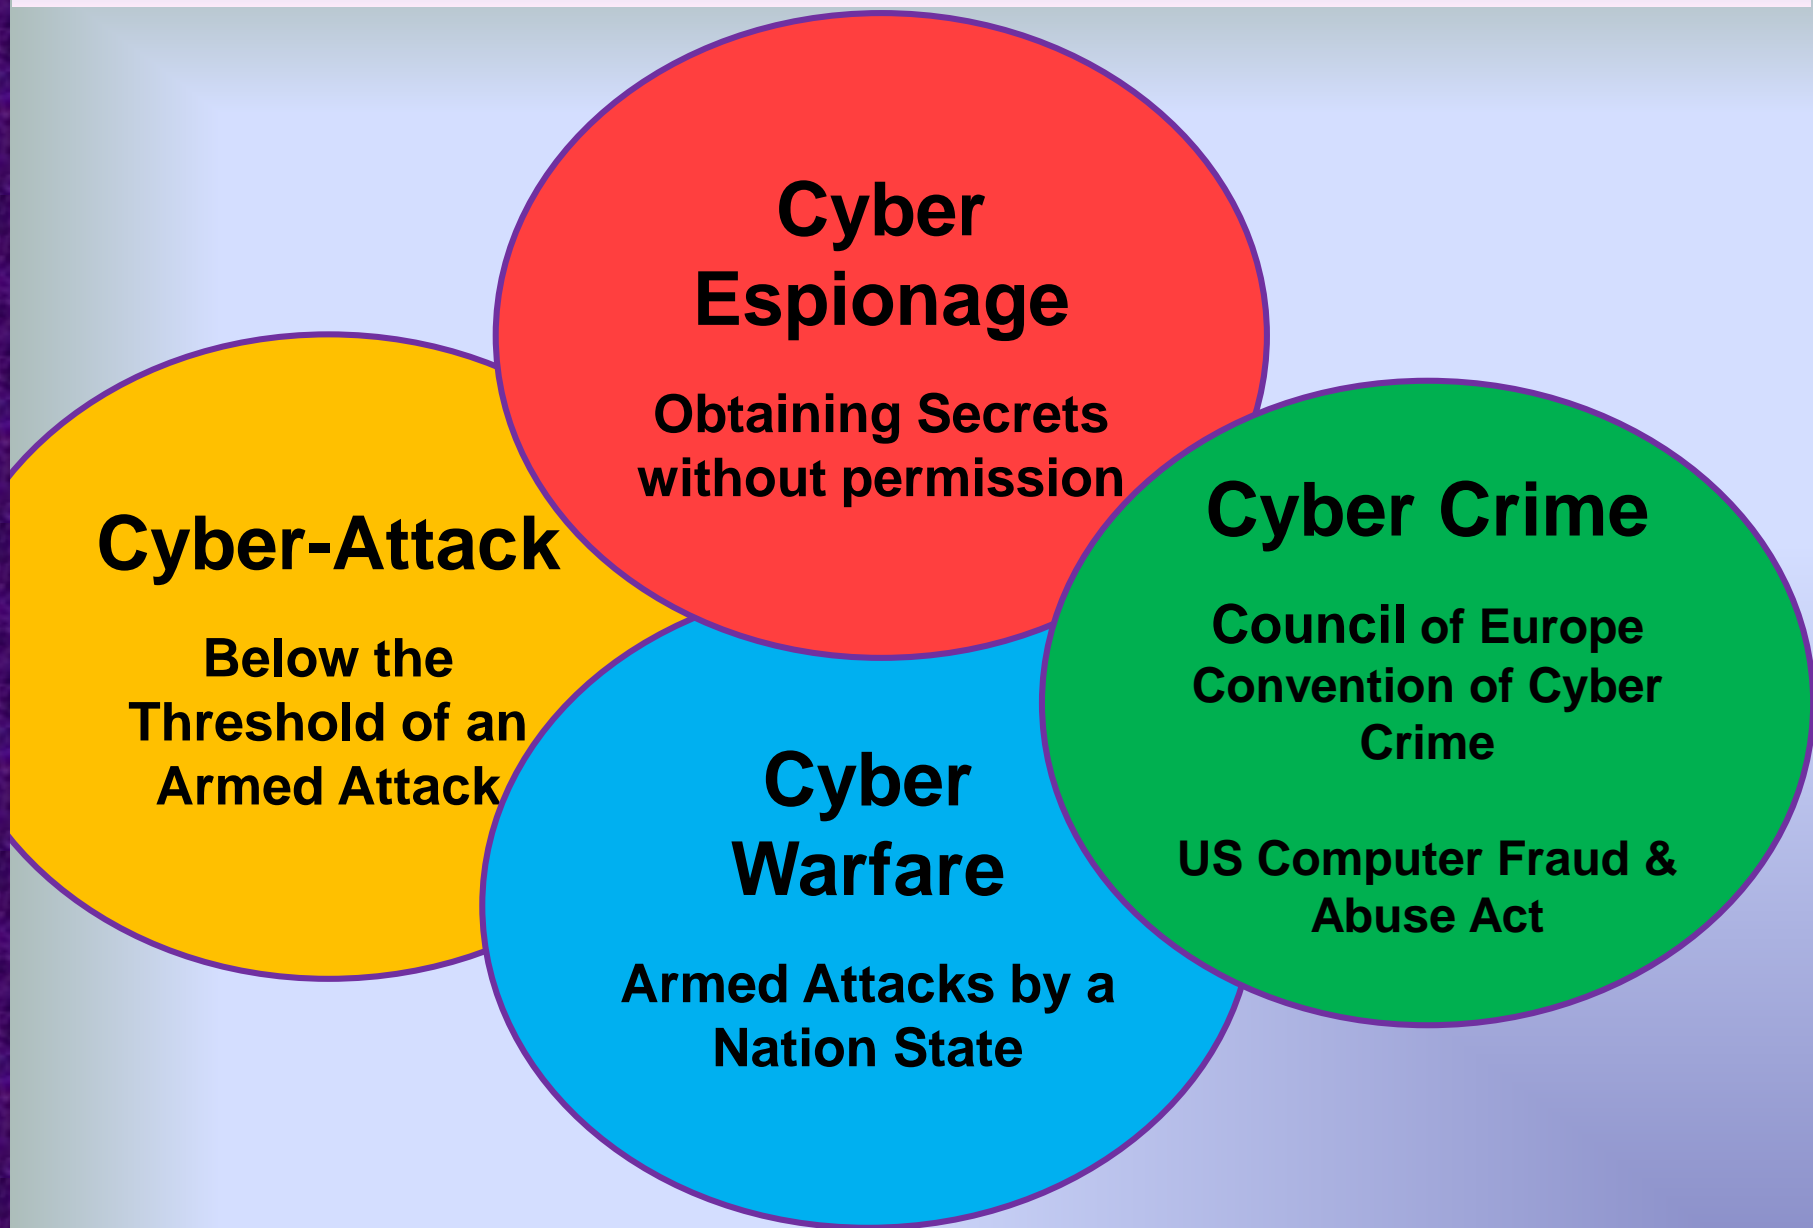 Cyber
Espionage
Obtaining Secrets
without permission
Cyber-Attack
Below the
Threshold of an
Armed Attack
Cyber Crime
Council of Europe
Convention of Cyber
Crime
US Computer Fraud &
Abuse Act
Cyber
Warfare
Armed Attacks by a
Nation State